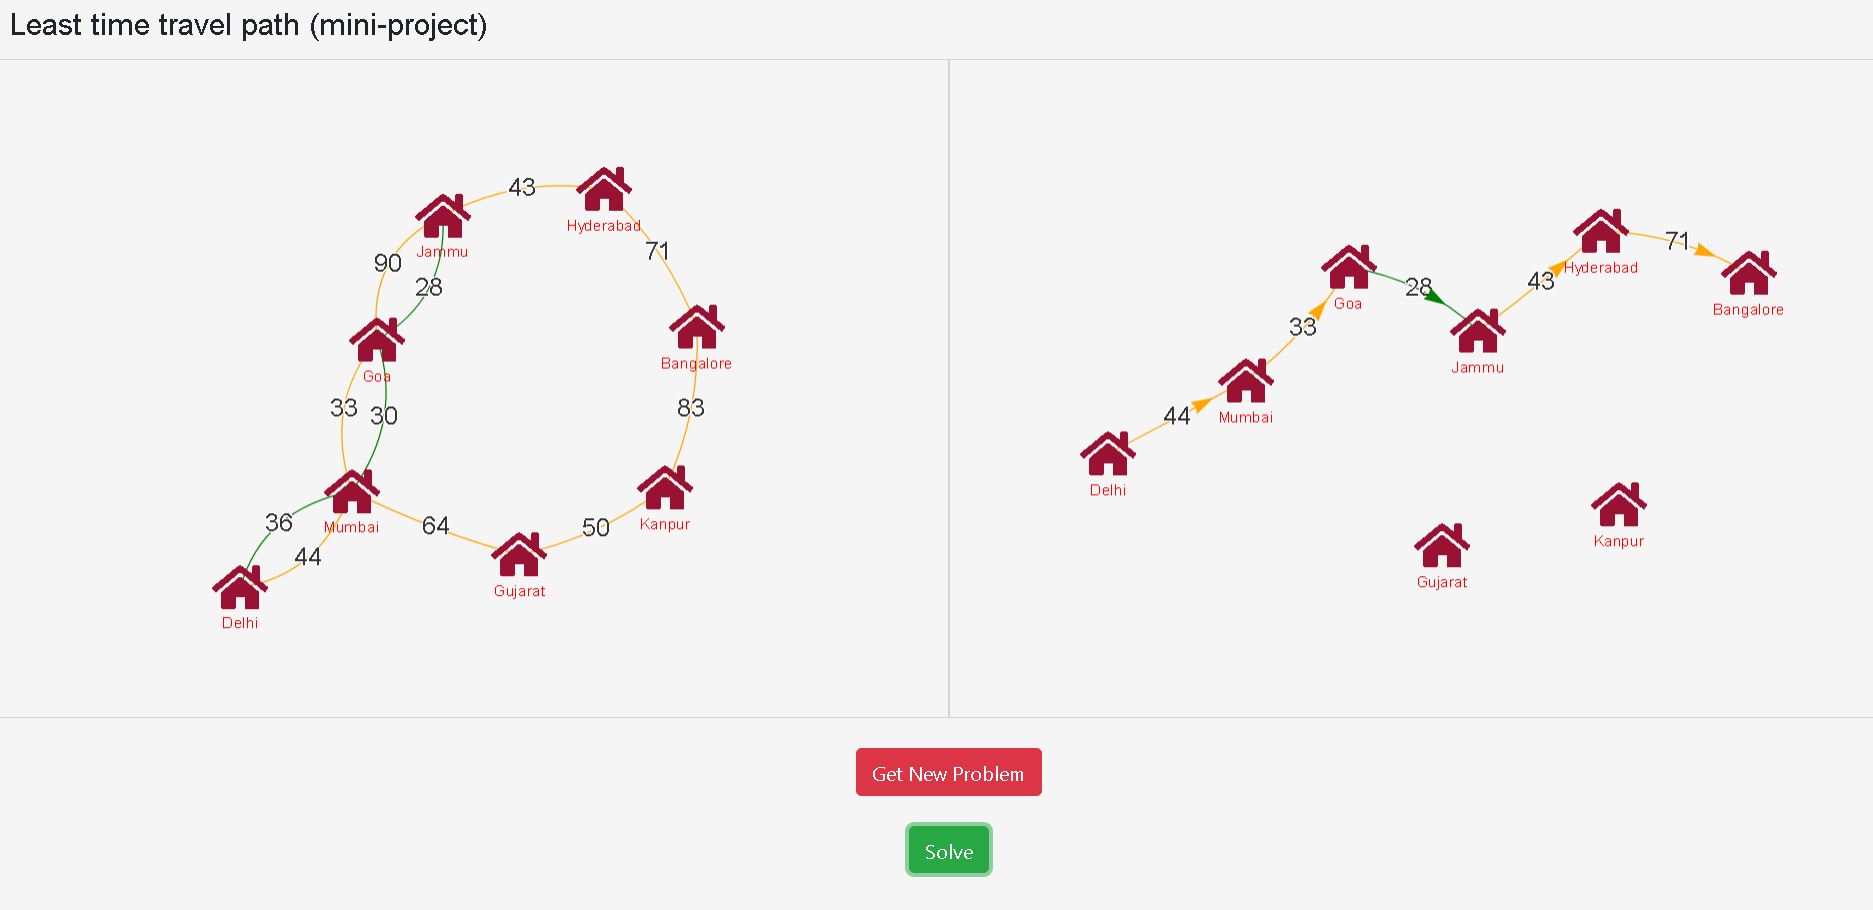 Least time travel path (mini-project)
43
Hyderabad
Jammu
90
28
71
Goa
Bangalore
33
30
83
Mumbai
36
64
50
Kanpur
44
Gujarat
Delhi
Hyderabad
71
Goa
28
43
Bangalore
33
Jammu
44
Mumbai
Delhi
Kanpur
Gujarat
Get New Problem
Solve